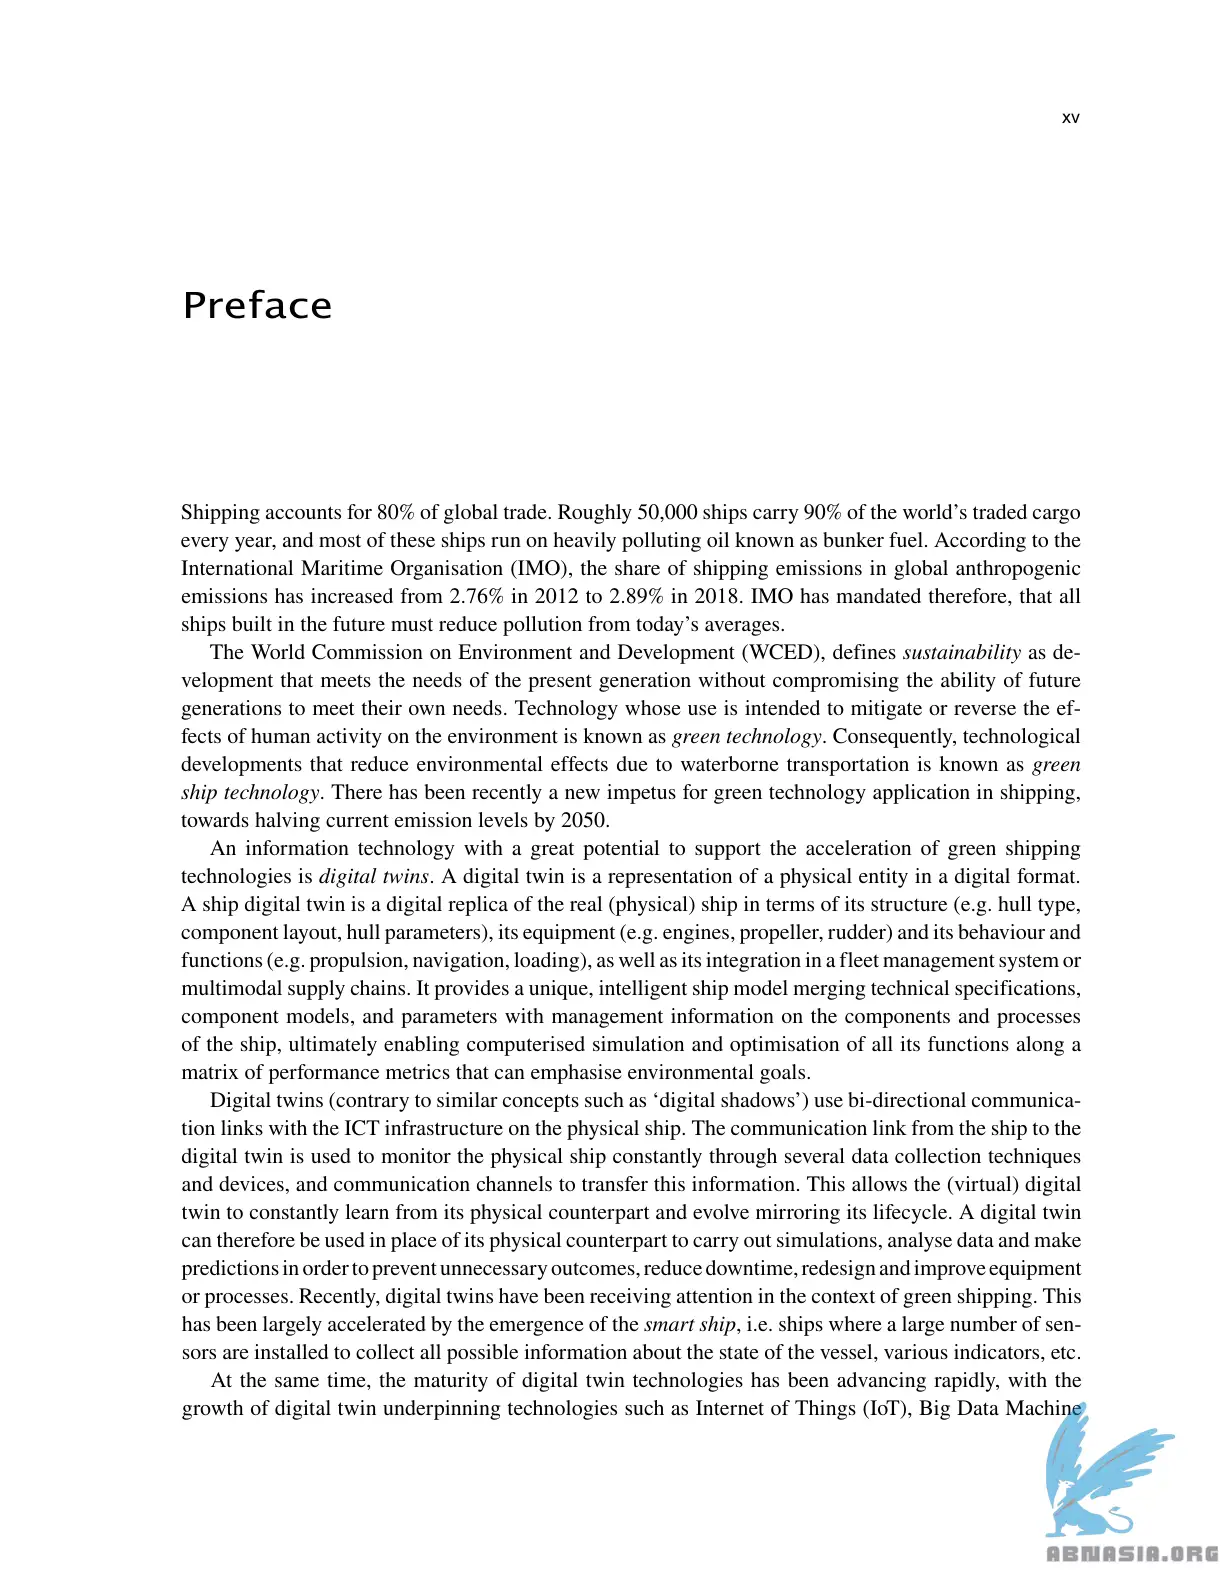 xv
Preface
Shipping accounts for 80% of global trade. Roughly 50,000 ships carry 90% of the world's traded cargo
every year, and most of these ships run on heavily polluting oil known as bunker fuel. According to the
International Maritime Organisation (IMO), the share of shipping emissions in global anthropogenic
emissions has increased from 2.76% in 2012 to 2.89% in 2018. IMO has mandated therefore, that all
ships built in the future must reduce pollution from today's averages.
The World Commission on Environment and Development (WCED), defines sustainability as de-
velopment that meets the needs of the present generation without compromising the ability of future
generations to meet their own needs. Technology whose use is intended to mitigate or reverse the ef-
fects of human activity on the environment is known as green technology. Consequently, technological
developments that reduce environmental effects due to waterborne transportation is known as green
ship technology. There has been recently a new impetus for green technology application in shipping,
towards halving current emission levels by 2050.
An information technology with a great potential to support the acceleration of green shipping
technologies is digital twins. A digital twin is a representation of a physical entity in a digital format.
A ship digital twin is a digital replica of the real (physical) ship in terms of its structure (e.g. hull type,
component layout, hull parameters), its equipment (e.g. engines, propeller, rudder) and its behaviour and
functions (e.g. propulsion, navigation, loading), as well as its integration in a fleet management system or
multimodal supply chains. It provides a unique, intelligent ship model merging technical specifications,
component models, and parameters with management information on the components and processes
of the ship, ultimately enabling computerised simulation and optimisation of all its functions along a
matrix of performance metrics that can emphasise environmental goals.
Digital twins (contrary to similar concepts such as 'digital shadows') use bi-directional communica-
tion links with the ICT infrastructure on the physical ship. The communication link from the ship to the
digital twin is used to monitor the physical ship constantly through several data collection techniques
and devices, and communication channels to transfer this information. This allows the (virtual) digital
twin to constantly learn from its physical counterpart and evolve mirroring its lifecycle. A digital twin
can therefore be used in place of its physical counterpart to carry out simulations, analyse data and make
predictions in order to prevent unnecessary outcomes, reduce downtime, redesign and improve equipment
or processes. Recently, digital twins have been receiving attention in the context of green shipping. This
has been largely accelerated by the emergence of the smart ship, i.e. ships where a large number of sen-
sors are installed to collect all possible information about the state of the vessel, various indicators, etc.
At the same time, the maturity of digital twin technologies has been advancing rapidly, with the
growth of digital twin underpinning technologies such as Internet of Things (IoT), Big Data Machine
ABNASIA.ORG